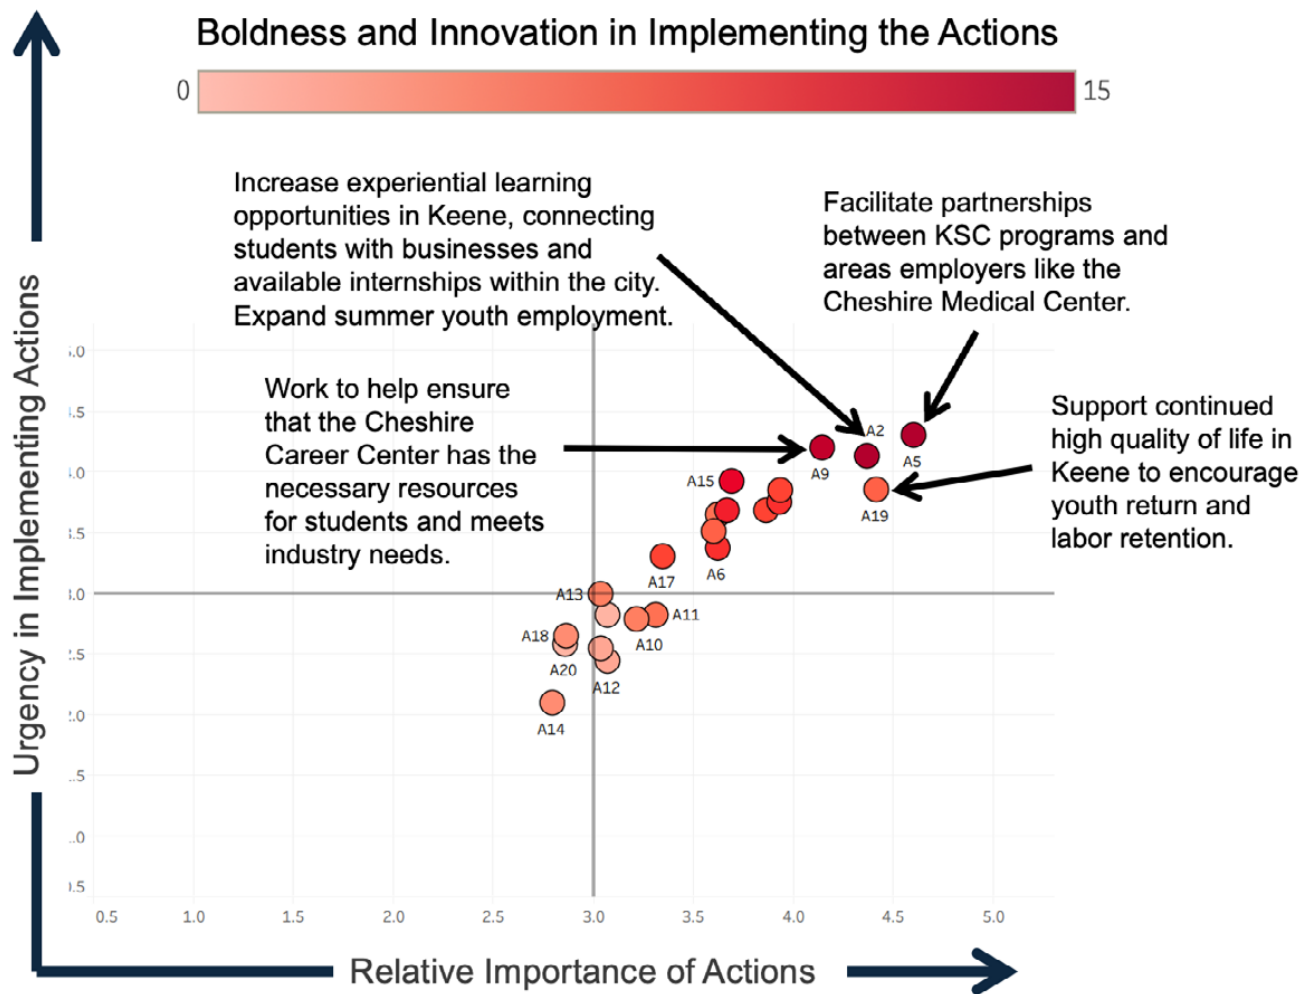 Boldness and Innovation in Implementing the Actions
0
15
Increase experiential learning
opportunities in Keene, connecting
students with businesses and
available internships within the city.
Expand summer youth employment.
Facilitate partnerships
between KSC programs and
areas employers like the
Cheshire Medical Center.
Work to help ensure
that the Cheshire
Career Center has the
necessary resources
for students and meets
industry needs.
Support continued
high quality of life in
Keene to encourage
youth return and
labor retention.
Urgency in Implementing Actions
A2
A5
A9
A19
A15
A6
A17
A13
A11
A10
A18
A20
A12
A14
0.5 1.0 1.5 2.0 2.5 3.0 3.5 4.0 4.5 5.0
Relative Importance of Actions